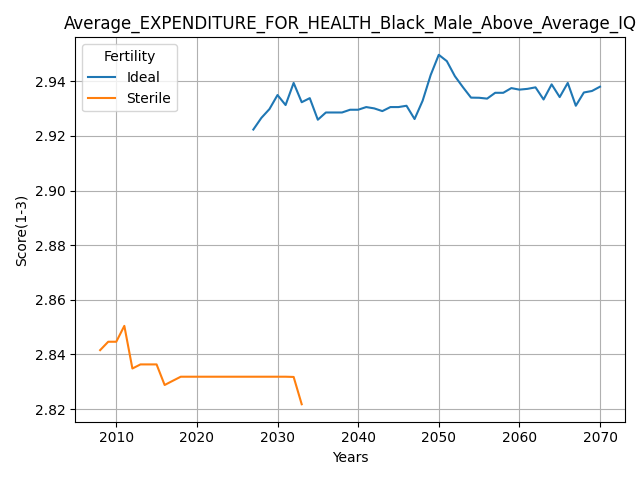 Average_EXPENDITURE_FOR_HEALTH_Black_Male_Above_Average_IQ
Fertility
Ideal
Sterile
2.94
2.92
2.90
2.88
2.86
2.84
2.82
Score(1-3)
2010 2020 2030 2040 2050 2060 2070
Years